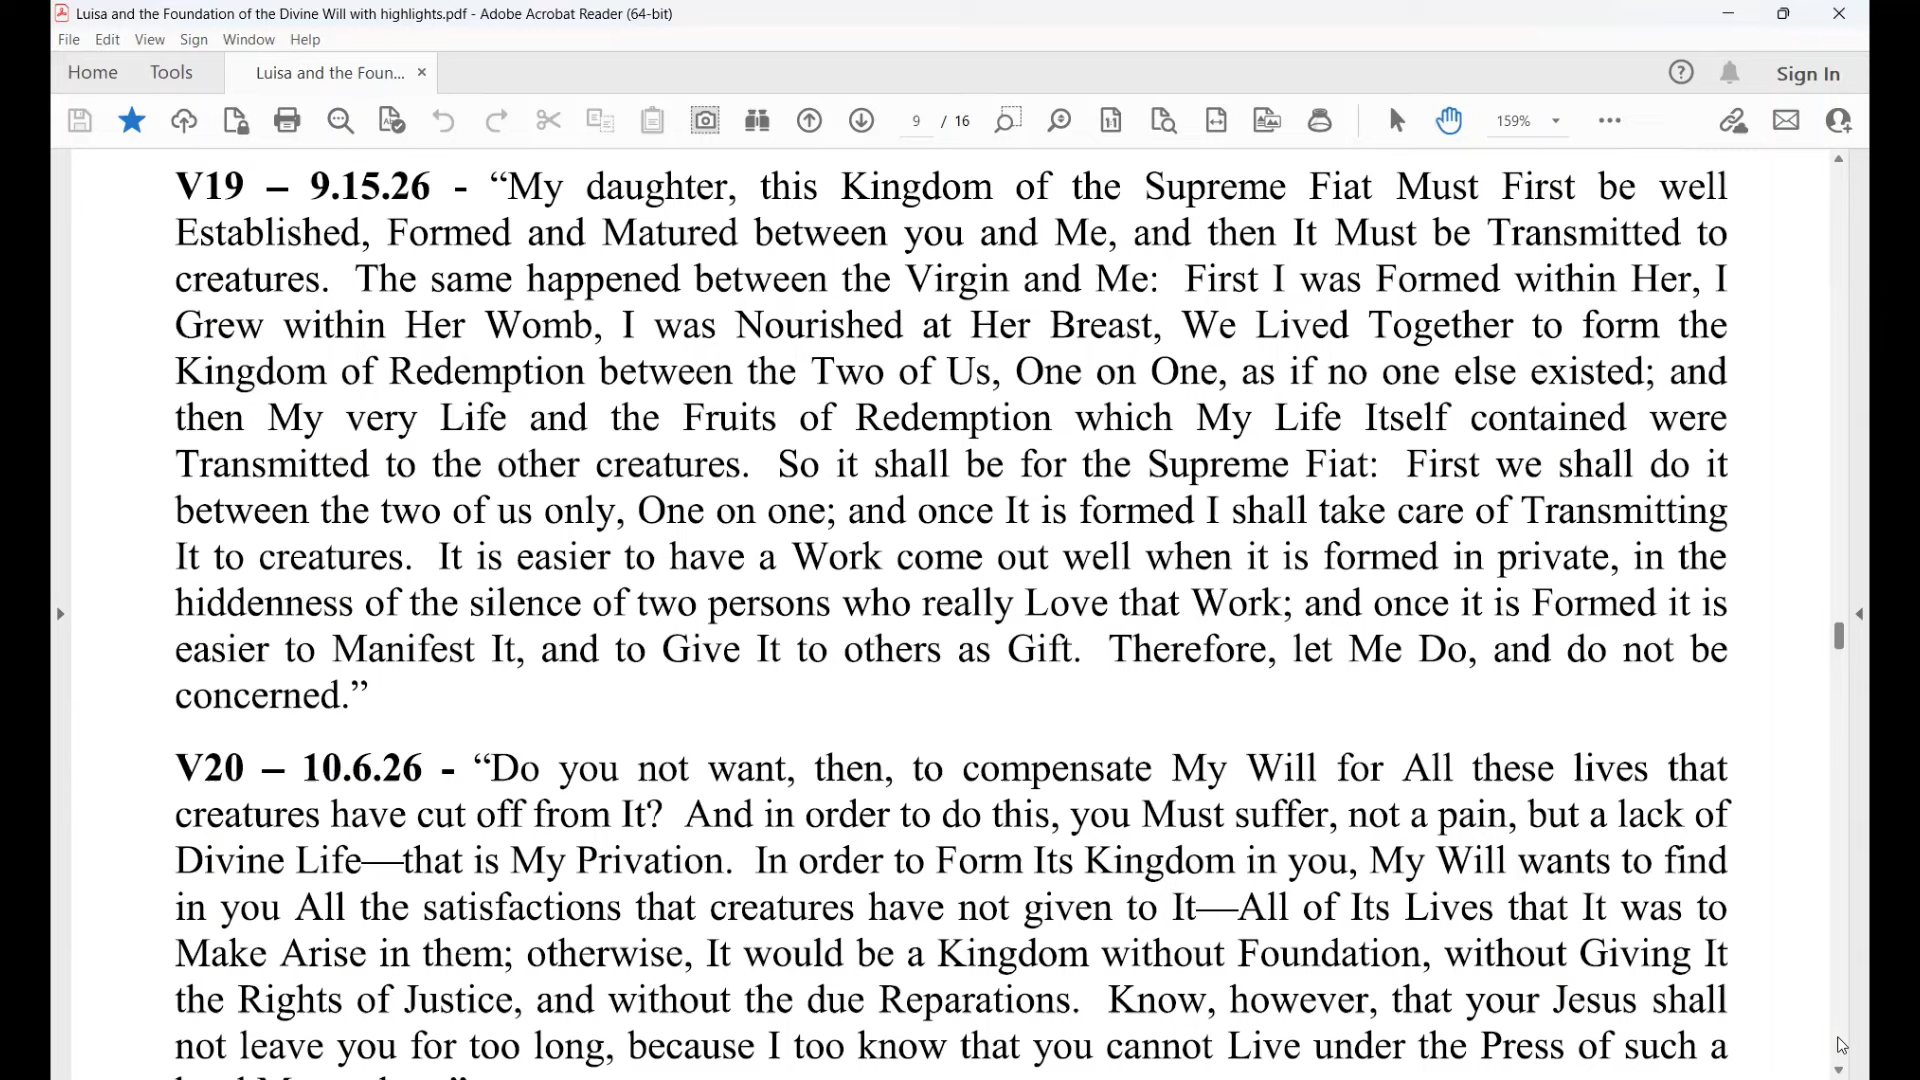 Luisa and the Foundation of the Divine Will with highlights.pdf - Adobe Acrobat Reader (64-bit)
File Edit View Sign Window Help
Home Tools Luisa and the Foun... × Sign In
9 / 16 159%
V19 – 9.15.26 - “My daughter, this Kingdom of the Supreme Fiat Must First be well
Established, Formed and Matured between you and Me, and then It Must be Transmitted to
creatures. The same happened between the Virgin and Me: First I was Formed within Her, I
Grew within Her Womb, I was Nourished at Her Breast, We Lived Together to form the
Kingdom of Redemption between the Two of Us, One on One, as if no one else existed; and
then My very Life and the Fruits of Redemption which My Life Itself contained were
Transmitted to the other creatures. So it shall be for the Supreme Fiat: First we shall do it
between the two of us only, One on one; and once It is formed I shall take care of Transmitting
It to creatures. It is easier to have a Work come out well when it is formed in private, in the
hiddenness of the silence of two persons who really Love that Work; and once it is Formed it is
easier to Manifest It, and to Give It to others as Gift. Therefore, let Me Do, and do not be
concerned.”
V20 – 10.6.26 - “Do you not want, then, to compensate My Will for All these lives that
creatures have cut off from It? And in order to do this, you Must suffer, not a pain, but a lack of
Divine Life—that is My Privation. In order to Form Its Kingdom in you, My Will wants to find
in you All the satisfactions that creatures have not given to It—All of Its Lives that It was to
Make Arise in them; otherwise, It would be a Kingdom without Foundation, without Giving It
the Rights of Justice, and without the due Reparations. Know, however, that your Jesus shall
not leave you for too long, because I too know that you cannot Live under the Press of such a